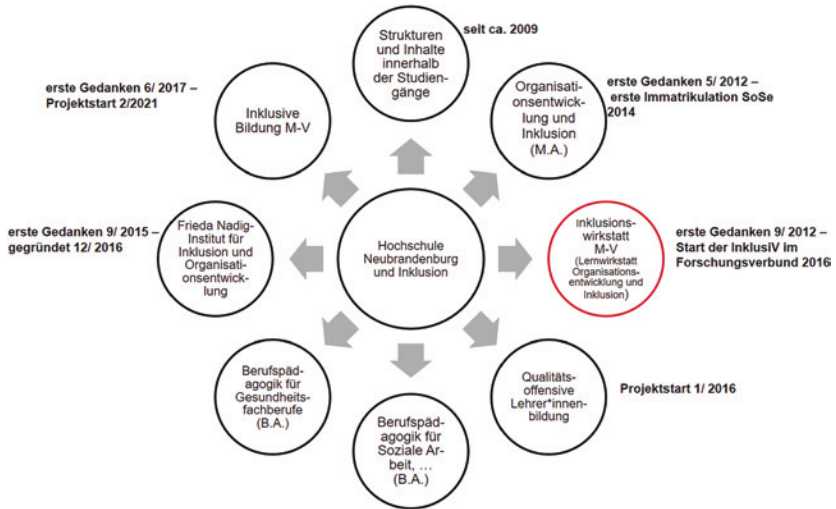 seit ca. 2009
Strukturen
und Inhalte
innerhalb
der Studien-
gänge
erste Gedanken 5/ 2012 –
erste Immatrikulation SoSe
2014
Organisati-
onsentwick-
lung und
Inklusion
(M.A.)
erste Gedanken 9/ 2012 –
Start der InklusiV im
Forschungsverbund 2016
Inklusions-
wirkstatt
M-V
(Lernwirkstatt
Organisations-
entwicklung und
Inklusion)
Projektstart 1/ 2016
Qualitäts-
offensive
Lehrer*innen-
bildung
Berufspäd-
agogik für
Soziale Ar-
beit, ...
(B.A.)
Berufspäd-
agogik für
Gesundheits-
fachberufe
(B.A.)
erste Gedanken 9/ 2015 –
gegründet 12/ 2016
Frieda Nadig-
Institut für
Inklusion und
Organisati-
onsentwick-
lung
erste Gedanken 6/ 2017 –
Projektstart 2/2021
Inklusive
Bildung M-V
Hochschule
Neubrandenburg
und Inklusion